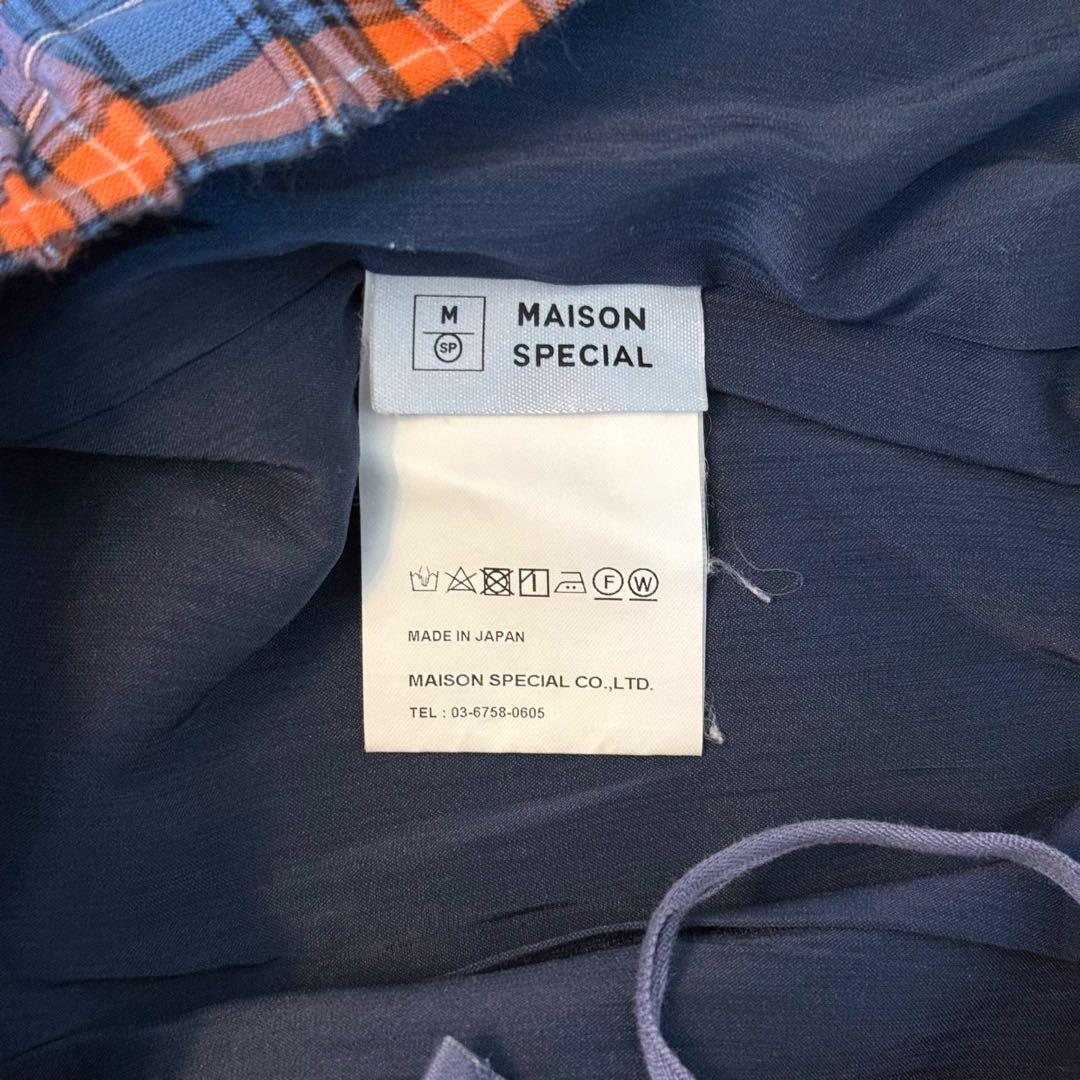 M
SP
MAISON
SPECIAL
F W
MADE IN JAPAN
MAISON SPECIAL CO.,LTD.
TEL : 03-6758-0605